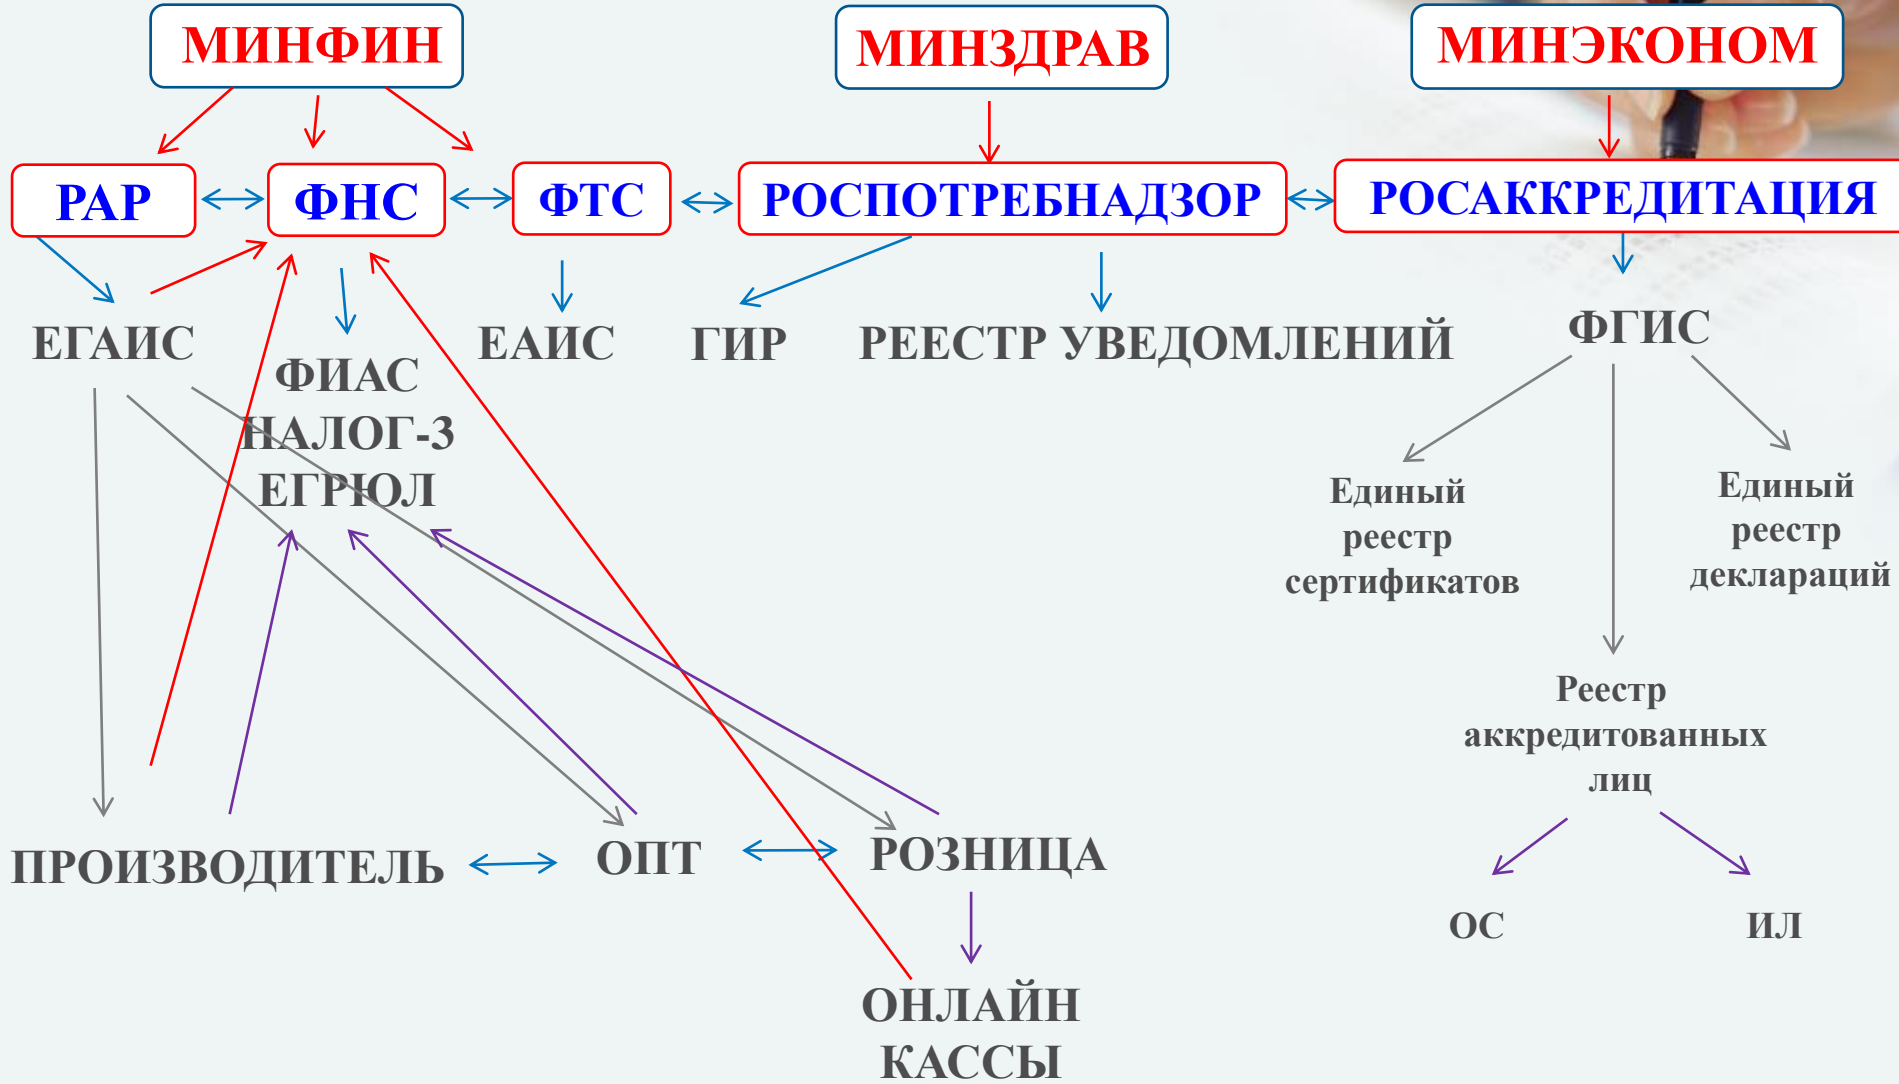 МИНФИН
МИНЗДРАВ
МИНЭКОНОМ
РАР
ФНС
ФТС
РОСПОТРЕБНАДЗОР
РОСАККРЕДИТАЦИЯ
ЕГАИС
ФИАС
НАЛОГ-3
ЕГРЮЛ
ЕАИС
ГИР
РЕЕСТР УВЕДОМЛЕНИЙ
ФГИС
Единый
реестр
сертификатов
Единый
реестр
деклараций
Реестр
аккредитованных
лиц
ПРОИЗВОДИТЕЛЬ
ОПТ
РОЗНИЦА
ОС
ИЛ
ОНЛАЙН
КАССЫ